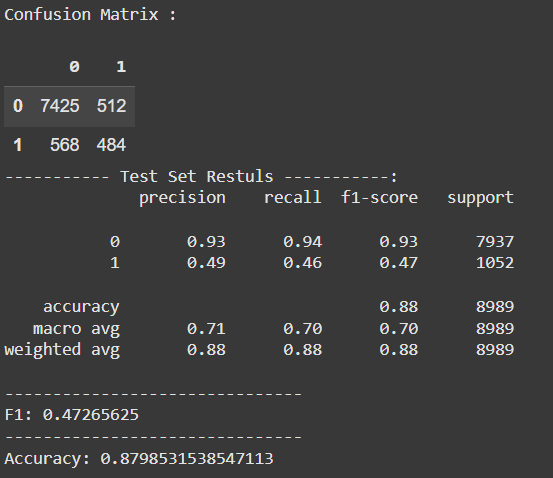 Confusion Matrix :
0 1
0 7425 512
1 568 484
----------- Test Set Restuls -----------:
precision recall f1-score support
0 0.93 0.94 0.93 7937
1 0.49 0.46 0.47 1052
accuracy 0.88 8989
macro avg 0.71 0.70 0.70 8989
weighted avg 0.88 0.88 0.88 8989
------------------------------
F1: 0.47265625
------------------------------
Accuracy: 0.8798531538547113